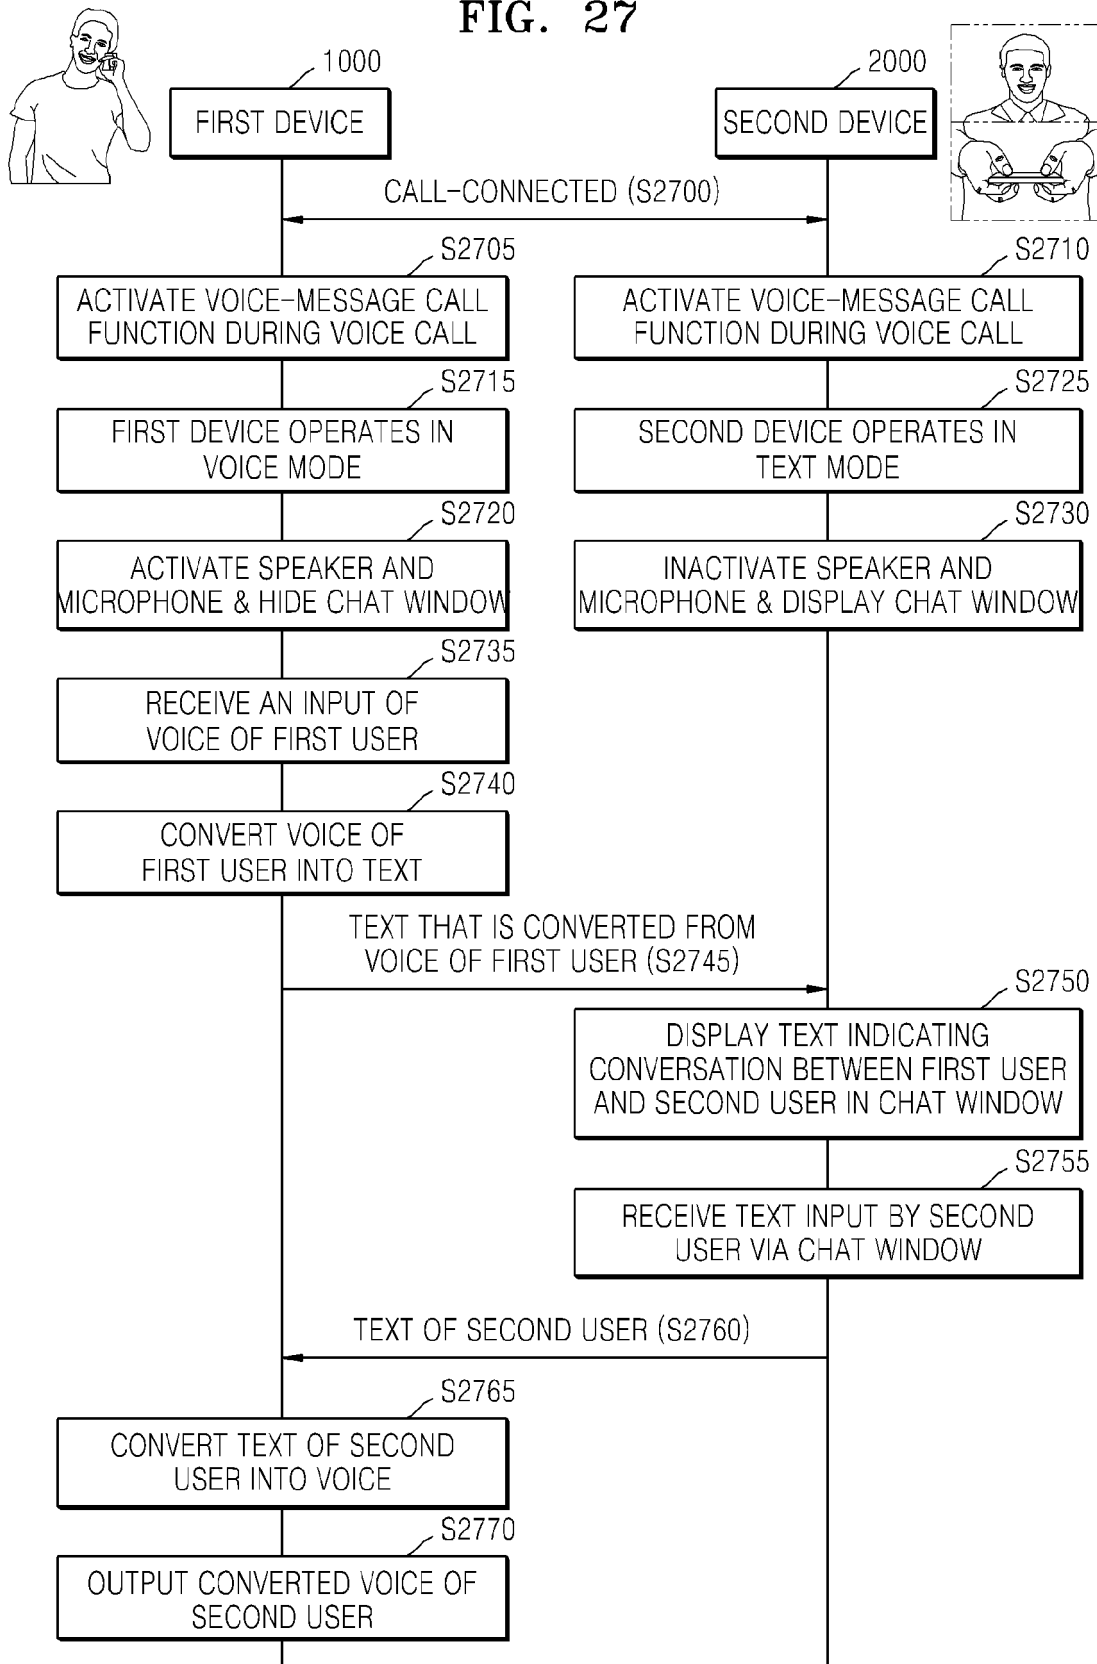 FIG. 27
1000
FIRST DEVICE
2000
SECOND DEVICE
CALL-CONNECTED (S2700)
S2705
ACTIVATE VOICE-MESSAGE CALL
FUNCTION DURING VOICE CALL
S2710
ACTIVATE VOICE-MESSAGE CALL
FUNCTION DURING VOICE CALL
S2715
FIRST DEVICE OPERATES IN
VOICE MODE
S2725
SECOND DEVICE OPERATES IN
TEXT MODE
S2720
ACTIVATE SPEAKER AND
MICROPHONE & HIDE CHAT WINDOW
S2730
INACTIVATE SPEAKER AND
MICROPHONE & DISPLAY CHAT WINDOW
S2735
RECEIVE AN INPUT OF
VOICE OF FIRST USER
S2740
CONVERT VOICE OF
FIRST USER INTO TEXT
TEXT THAT IS CONVERTED FROM
VOICE OF FIRST USER (S2745)
S2750
DISPLAY TEXT INDICATING
CONVERSATION BETWEEN FIRST USER
AND SECOND USER IN CHAT WINDOW
S2755
RECEIVE TEXT INPUT BY SECOND
USER VIA CHAT WINDOW
TEXT OF SECOND USER (S2760)
S2765
CONVERT TEXT OF SECOND
USER INTO VOICE
S2770
OUTPUT CONVERTED VOICE OF
SECOND USER